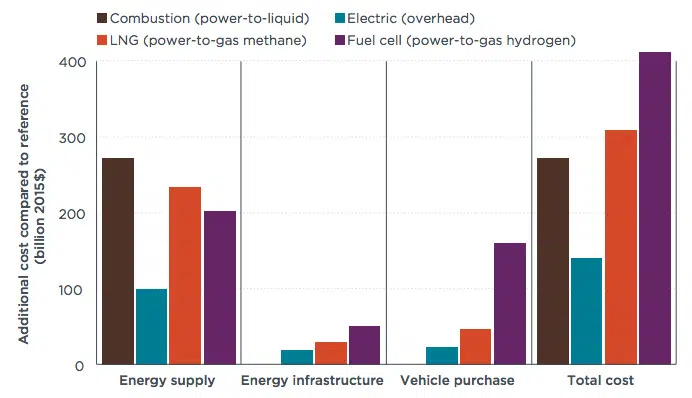 Combustion (power-to-liquid)
Electric (overhead)
LNG (power-to-gas methane)
Fuel cell (power-to-gas hydrogen)
Additional cost compared to reference
(billion 2015$)
400
300
200
100
0
Energy supply
Energy infrastructure
Vehicle purchase
Total cost